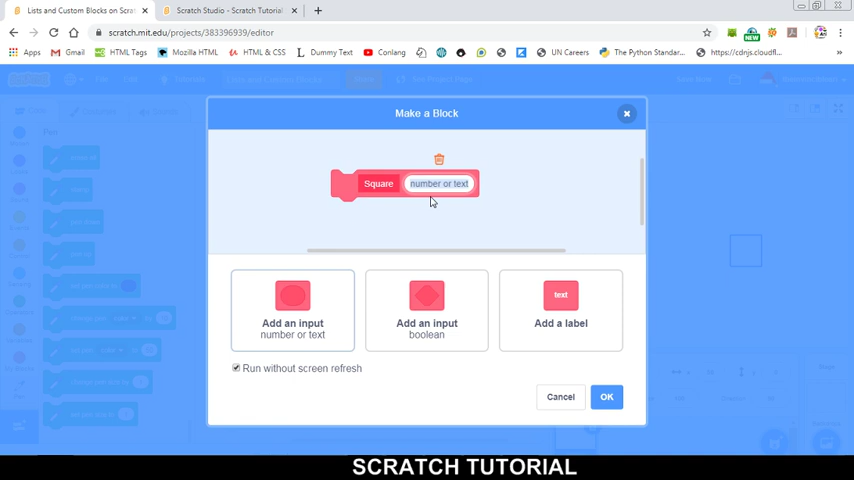 Lists and Custom Blocks on Scrat
Scratch Studio - Scratch Tutorial
scratch.mit.edu/projects/383396939/editor
Apps
Gmail
HTML Tags
Mozilla HTML
HTML & CSS
Dummy Text
Conlang
UN Careers
The Python Standar...
https://cdnjs.cloudfl...
Make a Block
Square
number or text
Add an input
number or text
Add an input
boolean
text
Add a label
Run without screen refresh
Cancel
OK
Pen
SCRATCH TUTORIAL